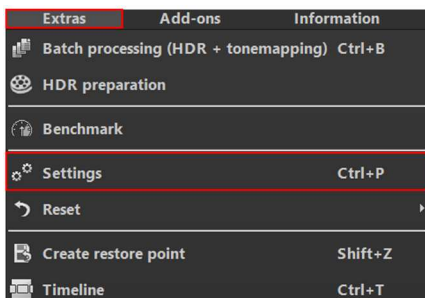 Extras Add-ons Information
Batch processing (HDR + tonemapping) Ctrl+B
HDR preparation
Benchmark
Settings Ctrl+P
Reset
Create restore point Shift+Z
Timeline Ctrl+T